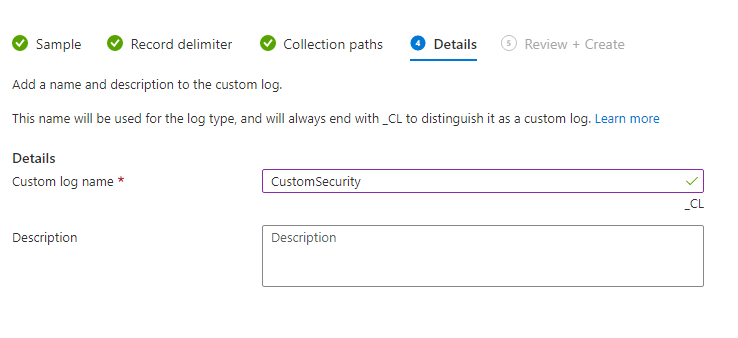 Sample Record delimiter Collection paths 4 Details 5 Review + Create
Add a name and description to the custom log.
This name will be used for the log type, and will always end with _CL to distinguish it as a custom log. Learn more
Details
Custom log name * CustomSecurity
_CL
Description Description